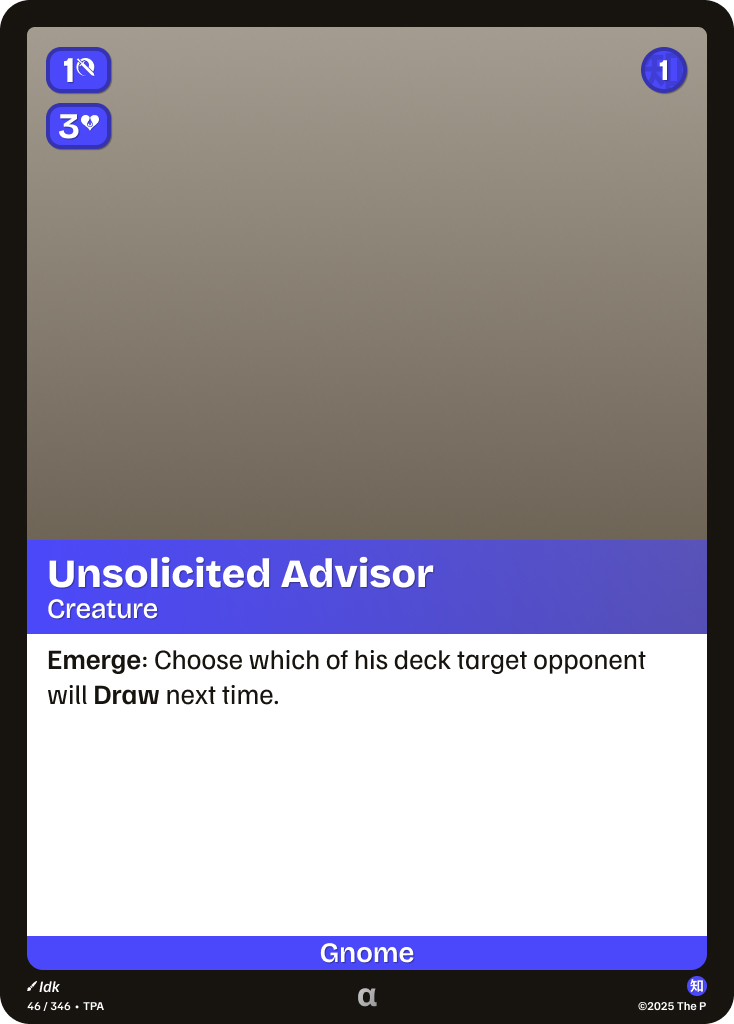 1
1
3
Unsolicited Advisor
Creature
Emerge: Choose which of his deck target opponent
will Draw next time.
Gnome
Idk
46 / 346 • TPA
α
知
©2025 The P